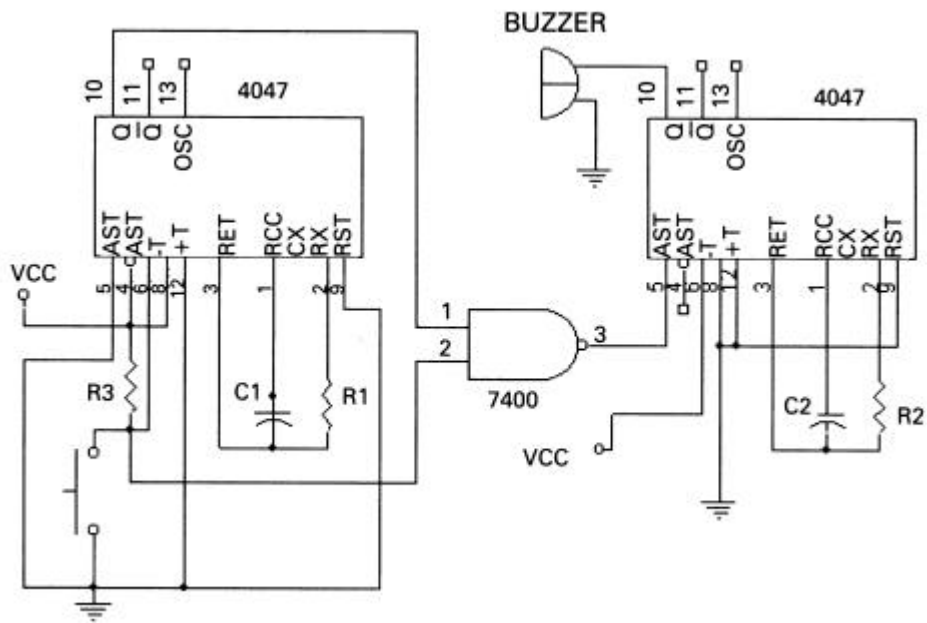 BUZZER
10
11
13
4047
Q
Q
OSC
AST
AST
-T
+T
RET
RCC
CX
RX
RST
5
4
6
8
12
3
1
2
9
VCC
R3
C1
R1
1
2
3
7400
10
11
13
4047
Q
Q
OSC
AST
AST
-T
+T
RET
RCC
CX
RX
RST
5
4
6
8
12
3
1
2
9
VCC
C2
R2